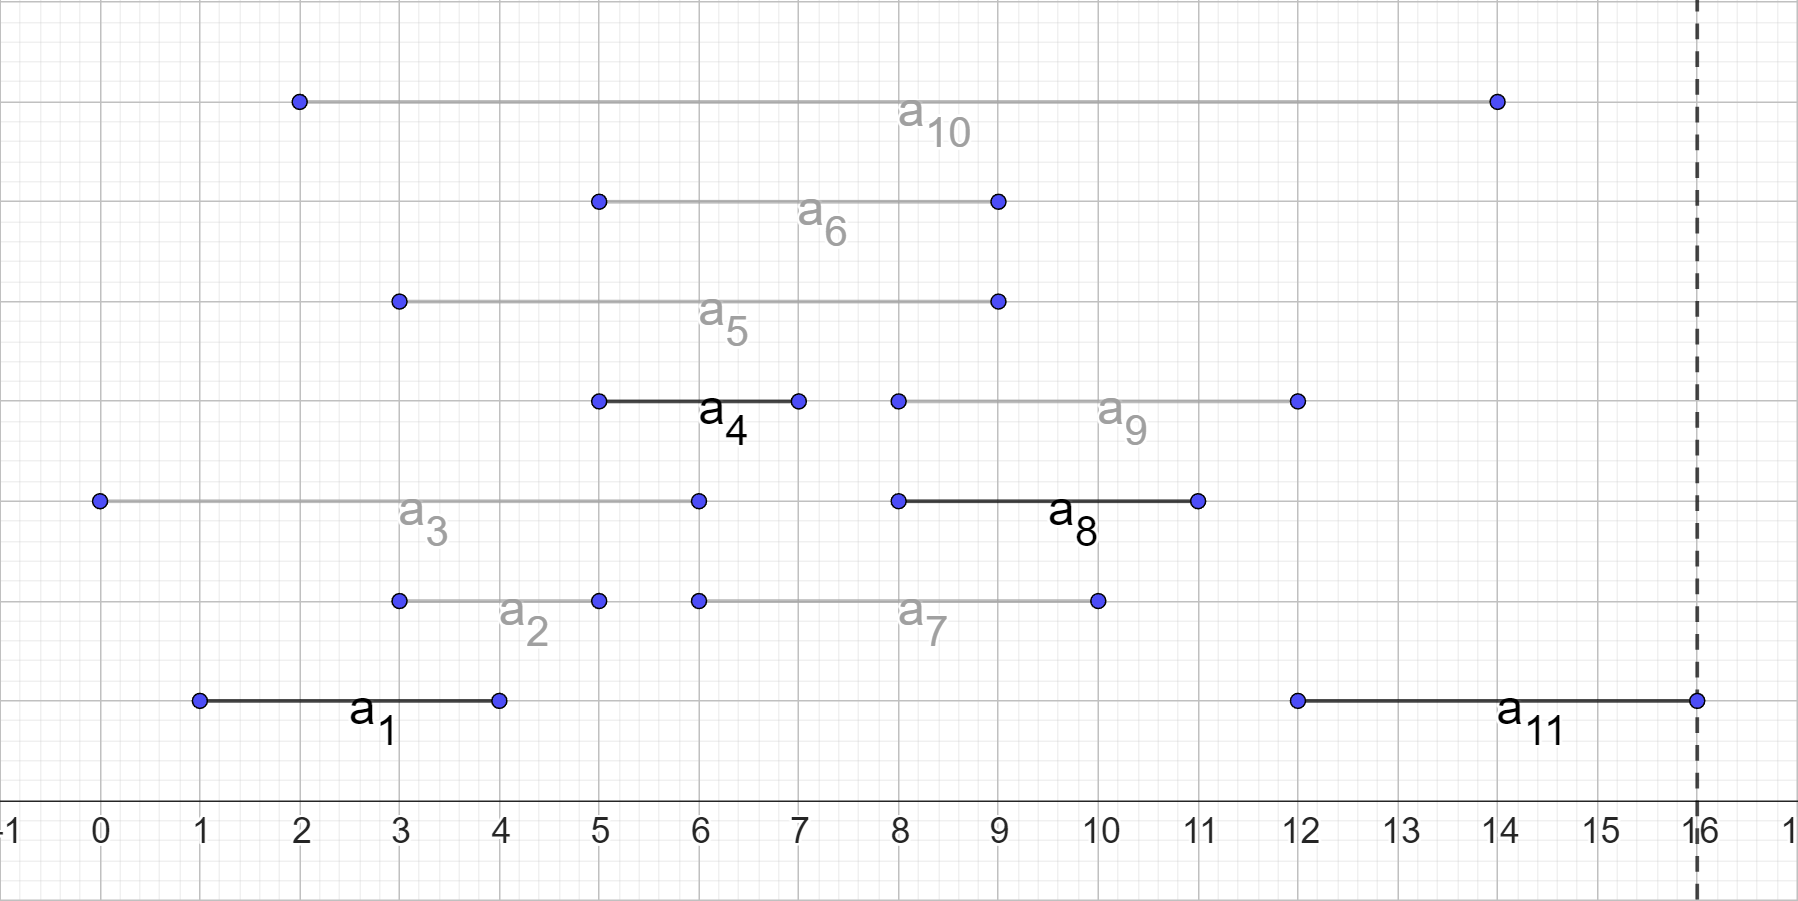 a₁₀
a₆
a₅
a₄ a₉
a₃ a₈
a₂ a₇
a₁ a₁₁
-1 0 1 2 3 4 5 6 7 8 9 10 11 12 13 14 15 16